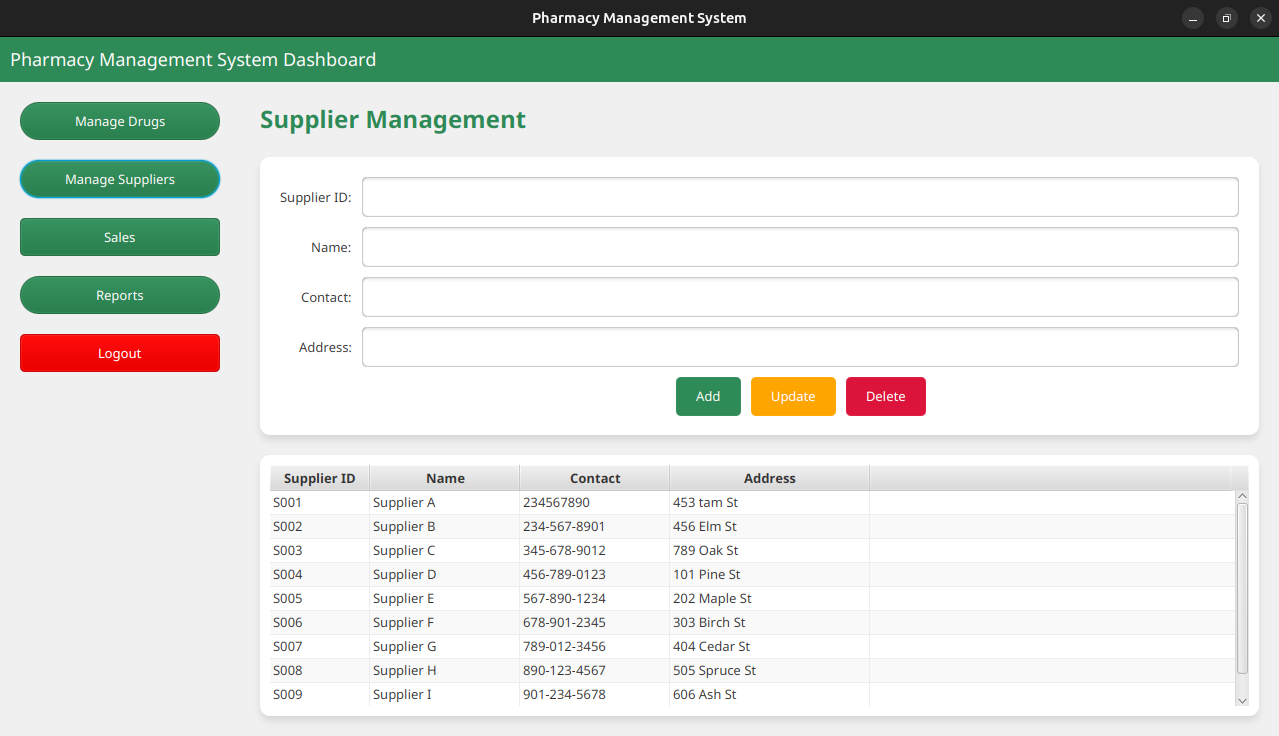 Pharmacy Management System
Pharmacy Management System Dashboard
Manage Drugs
Manage Suppliers
Sales
Reports
Logout
Supplier Management
Supplier ID:
Name:
Contact:
Address:
Add Update Delete
Supplier ID Name Contact Address
S001 Supplier A 234567890 453 tam St
S002 Supplier B 234-567-8901 456 Elm St
S003 Supplier C 345-678-9012 789 Oak St
S004 Supplier D 456-789-0123 101 Pine St
S005 Supplier E 567-890-1234 202 Maple St
S006 Supplier F 678-901-2345 303 Birch St
S007 Supplier G 789-012-3456 404 Cedar St
S008 Supplier H 890-123-4567 505 Spruce St
S009 Supplier I 901-234-5678 606 Ash St